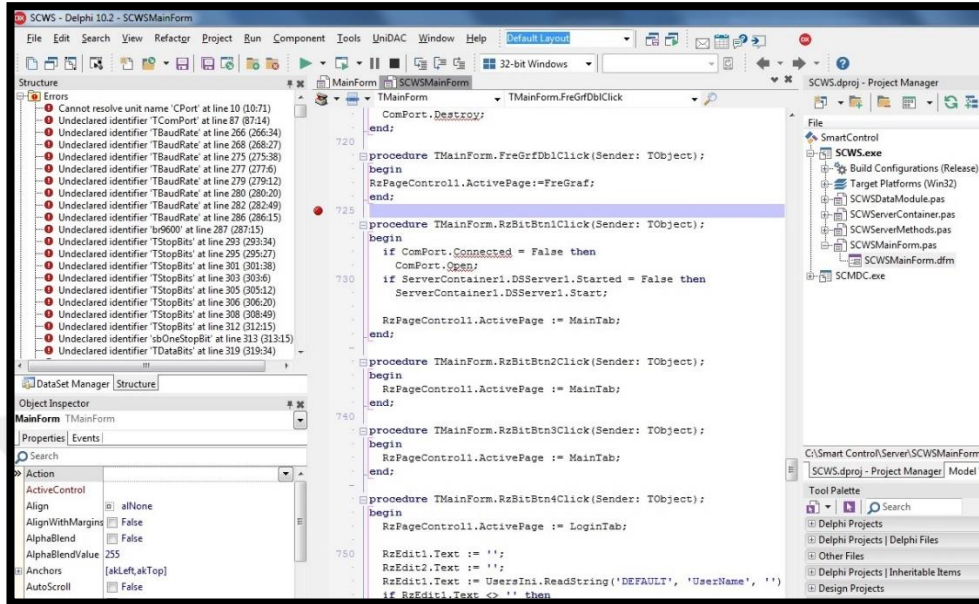 SCWS - Delphi 10.2 - SCWSMainForm
File Edit Search View Refactor Project Run Component Tools UniDAC Window Help Default Layout
32-bit Windows
Structure
Errors
Cannot resolve unit name 'CPort' at line 10 (10:71)
Undeclared identifier 'TComPort' at line 87 (87:14)
Undeclared identifier 'TBaudRate' at line 266 (266:34)
Undeclared identifier 'TBaudRate' at line 268 (268:27)
Undeclared identifier 'TBaudRate' at line 275 (275:38)
Undeclared identifier 'TBaudRate' at line 277 (277:6)
Undeclared identifier 'TBaudRate' at line 279 (279:12)
Undeclared identifier 'TBaudRate' at line 280 (280:20)
Undeclared identifier 'TBaudRate' at line 282 (282:49)
Undeclared identifier 'TBaudRate' at line 286 (286:15)
Undeclared identifier 'br9600' at line 287 (287:15)
Undeclared identifier 'TStopBits' at line 293 (293:34)
Undeclared identifier 'TStopBits' at line 295 (295:27)
Undeclared identifier 'TStopBits' at line 301 (301:38)
Undeclared identifier 'TStopBits' at line 303 (303:6)
Undeclared identifier 'TStopBits' at line 305 (305:12)
Undeclared identifier 'TStopBits' at line 306 (306:20)
Undeclared identifier 'TStopBits' at line 308 (308:49)
Undeclared identifier 'TStopBits' at line 312 (312:15)
Undeclared identifier 'sbOneStopBit' at line 313 (313:15)
Undeclared identifier 'TDataBits' at line 319 (319:34)
DataSet Manager Structure
Object Inspector
MainForm TMainForm
Properties Events
Search
Action
ActiveControl
Align alNone
AlignWithMargins False
AlphaBlend False
AlphaBlendValue 255
Anchors [akLeft,akTop]
AutoScroll False
MainForm SCWSMainForm
TMainForm TMainForm.FreGrfDblClick
ComPort.Destroy;
end;
720
procedure TMainForm.FreGrfDblClick(Sender: TObject);
begin
RzPageControl1.ActivePage:=FreGraf;
end;
725
procedure TMainForm.RzBitBtn1Click(Sender: TObject);
begin
if ComPort.Connected = False then
ComPort.Open;
730 if ServerContainer1.DSServer1.Started = False then
ServerContainer1.DSServer1.Start;
RzPageControl1.ActivePage := MainTab;
end;
procedure TMainForm.RzBitBtn2Click(Sender: TObject);
begin
RzPageControl1.ActivePage := MainTab;
end;
740
procedure TMainForm.RzBitBtn3Click(Sender: TObject);
begin
RzPageControl1.ActivePage := MainTab;
end;
procedure TMainForm.RzBitBtn4Click(Sender: TObject);
begin
RzPageControl1.ActivePage := LoginTab;
750 RzEdit1.Text := '';
RzEdit2.Text := '';
RzEdit1.Text := UsersIni.ReadString('DEFAULT', 'UserName', '')
if RzEdit1.Text <> '' then
SCWS.dproj - Project Manager
File
SmartControl
SCWS.exe
Build Configurations (Release)
Target Platforms (Win32)
SCWSDataModule.pas
SCWServerContainer.pas
SCWServerMethods.pas
SCWSMainForm.pas
SCWSMainForm.dfm
SCMDC.exe
C:\Smart Control\Server\SCWSMainForm
SCWS.dproj - Project Manager Model
Tool Palette
Search
Delphi Projects
Delphi Projects | Delphi Files
Other Files
Delphi Projects | Inheritable Items
Design Projects